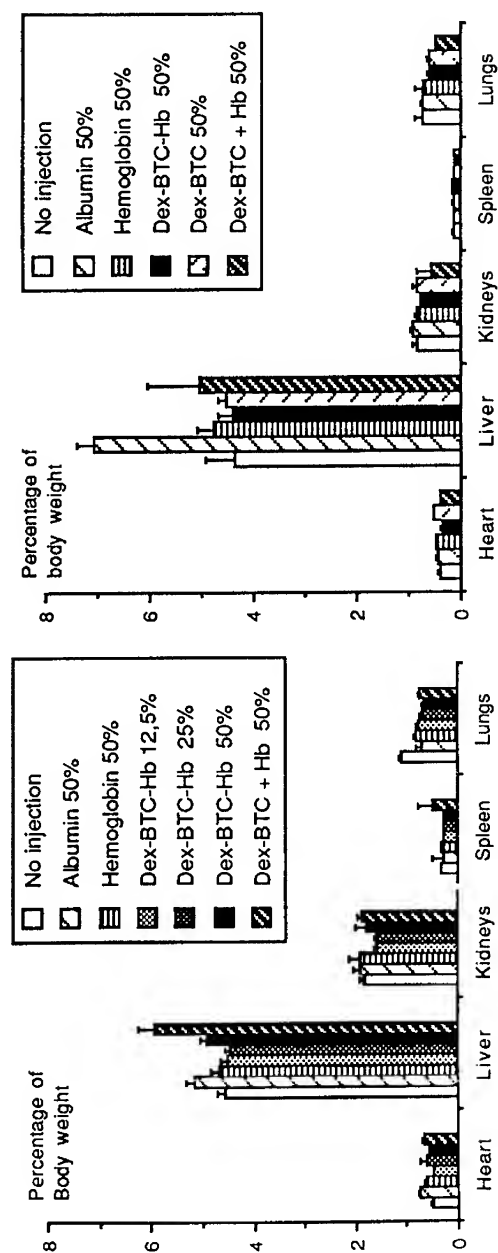 Percentage of
Body weight
No injection
Albumin 50%
Hemoglobin 50%
Dex-BTC-Hb 12,5%
Dex-BTC-Hb 25%
Dex-BTC-Hb 50%
Dex-BTC + Hb 50%
8
6
4
2
0
Heart
Liver
Kidneys
Spleen
Lungs
Percentage of
body weight
No injection
Albumin 50%
Hemoglobin 50%
Dex-BTC-Hb 50%
Dex-BTC 50%
Dex-BTC + Hb 50%
8
6
4
2
0
Heart
Liver
Kidneys
Spleen
Lungs